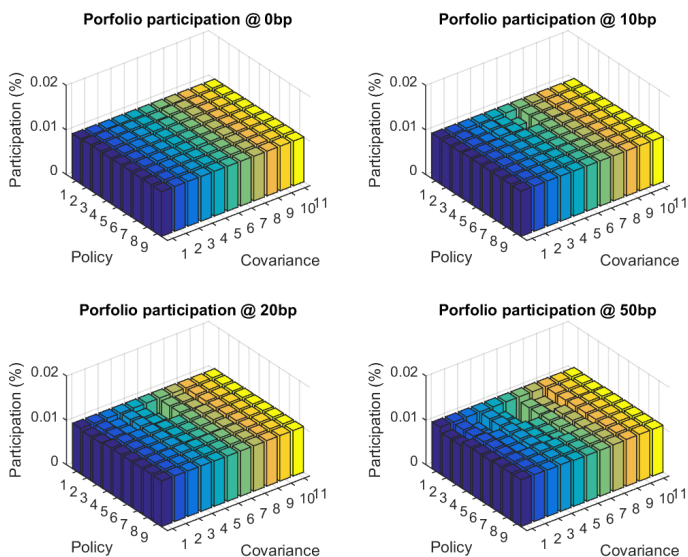 Porfolio participation @ 0bp
Participation (%)
0.02
0.01
0
1 2 3 4 5 6 7 8 9
Policy
1 2 3 4 5 6 7 8 9 10 11
Covariance
Porfolio participation @ 10bp
Participation (%)
0.02
0.01
0
1 2 3 4 5 6 7 8 9
Policy
1 2 3 4 5 6 7 8 9 10 11
Covariance
Porfolio participation @ 20bp
Participation (%)
0.02
0.01
0
1 2 3 4 5 6 7 8 9
Policy
1 2 3 4 5 6 7 8 9 10 11
Covariance
Porfolio participation @ 50bp
Participation (%)
0.02
0.01
0
1 2 3 4 5 6 7 8 9
Policy
1 2 3 4 5 6 7 8 9 10 11
Covariance